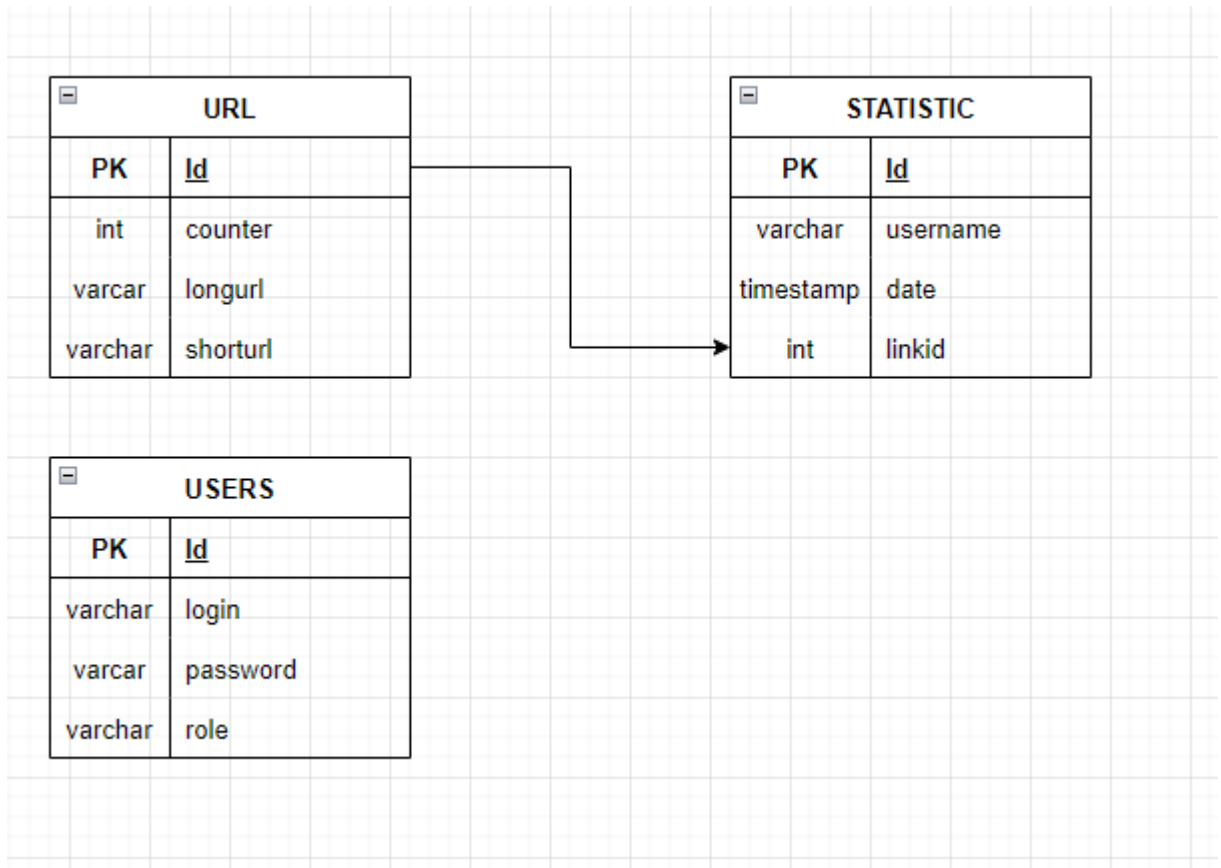 URL
PK Id
int counter
varcar longurl
varchar shorturl
STATISTIC
PK Id
varchar username
timestamp date
int linkid
USERS
PK Id
varchar login
varcar password
varchar role